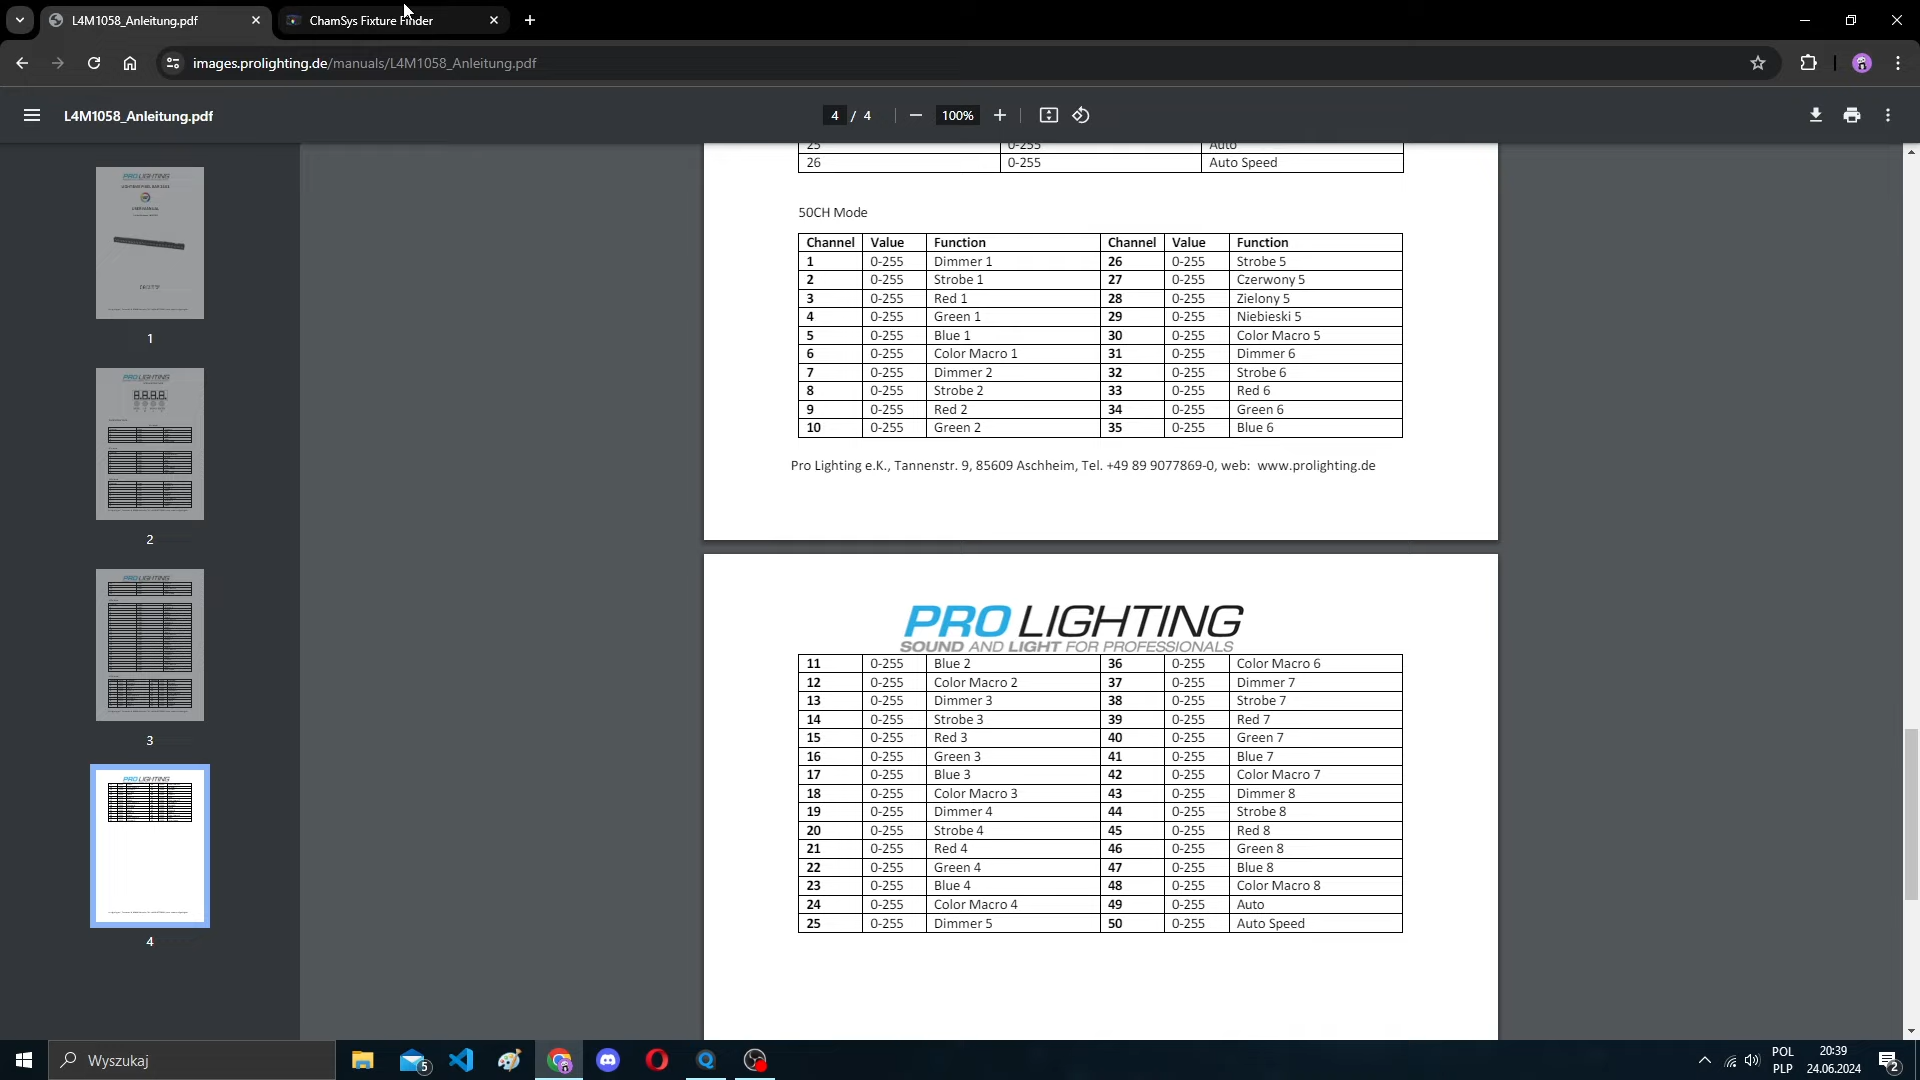 L4M1058_Anleitung.pdf
ChamSys Fixture Finder
images.prolighting.de/manuals/L4M1058_Anleitung.pdf
L4M1058_Anleitung.pdf
4 / 4
100%
25 0-255 Auto
26 0-255 Auto Speed
50CH Mode
Channel Value Function Channel Value Function
1 0-255 Dimmer 1 26 0-255 Strobe 5
2 0-255 Strobe 1 27 0-255 Czerwony 5
3 0-255 Red 1 28 0-255 Zielony 5
4 0-255 Green 1 29 0-255 Niebieski 5
5 0-255 Blue 1 30 0-255 Color Macro 5
6 0-255 Color Macro 1 31 0-255 Dimmer 6
7 0-255 Dimmer 2 32 0-255 Strobe 6
8 0-255 Strobe 2 33 0-255 Red 6
9 0-255 Red 2 34 0-255 Green 6
10 0-255 Green 2 35 0-255 Blue 6
Pro Lighting e.K., Tannenstr. 9, 85609 Aschheim, Tel. +49 89 9077869-0, web: www.prolighting.de
PRO LIGHTING
SOUND AND LIGHT FOR PROFESSIONALS
11 0-255 Blue 2 36 0-255 Color Macro 6
12 0-255 Color Macro 2 37 0-255 Dimmer 7
13 0-255 Dimmer 3 38 0-255 Strobe 7
14 0-255 Strobe 3 39 0-255 Red 7
15 0-255 Red 3 40 0-255 Green 7
16 0-255 Green 3 41 0-255 Blue 7
17 0-255 Blue 3 42 0-255 Color Macro 7
18 0-255 Color Macro 3 43 0-255 Dimmer 8
19 0-255 Dimmer 4 44 0-255 Strobe 8
20 0-255 Strobe 4 45 0-255 Red 8
21 0-255 Red 4 46 0-255 Green 8
22 0-255 Green 4 47 0-255 Blue 8
23 0-255 Blue 4 48 0-255 Color Macro 8
24 0-255 Color Macro 4 49 0-255 Auto
25 0-255 Dimmer 5 50 0-255 Auto Speed
PRO LIGHTING
USER MANUAL
1
PRO LIGHTING
2
PRO LIGHTING
3
PRO LIGHTING
4
Wyszukaj
5
POL
PLP
20:39
24.06.2024
2